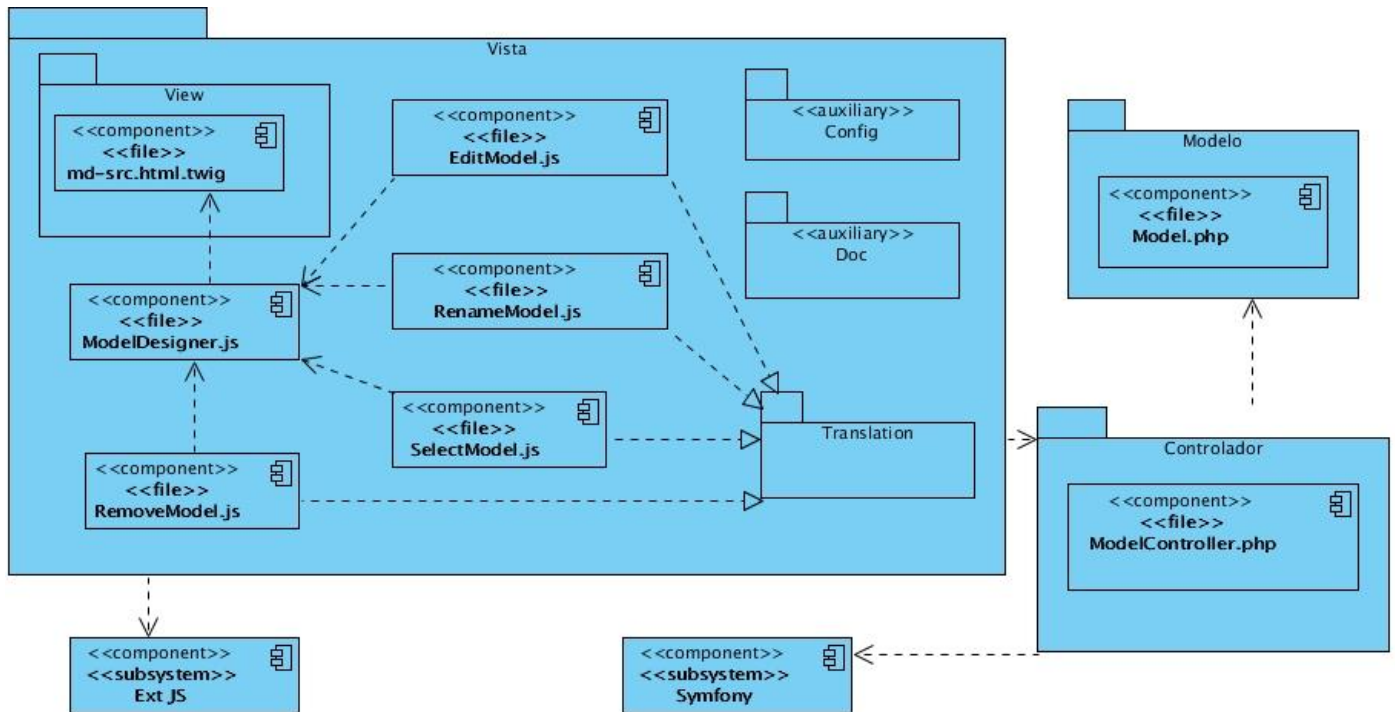 Vista
View
<<component>>
<<file>>
md-src.html.twig
<<component>>
<<file>>
EditModel.js
<<auxiliary>>
Config
Modelo
<<component>>
<<file>>
Model.php
<<auxiliary>>
Doc
<<component>>
<<file>>
ModelDesigner.js
<<component>>
<<file>>
RenameModel.js
<<component>>
<<file>>
SelectModel.js
Translation
<<component>>
<<file>>
RemoveModel.js
Controlador
<<component>>
<<file>>
ModelController.php
<<component>>
<<subsystem>>
Ext JS
<<component>>
<<subsystem>>
Symfony